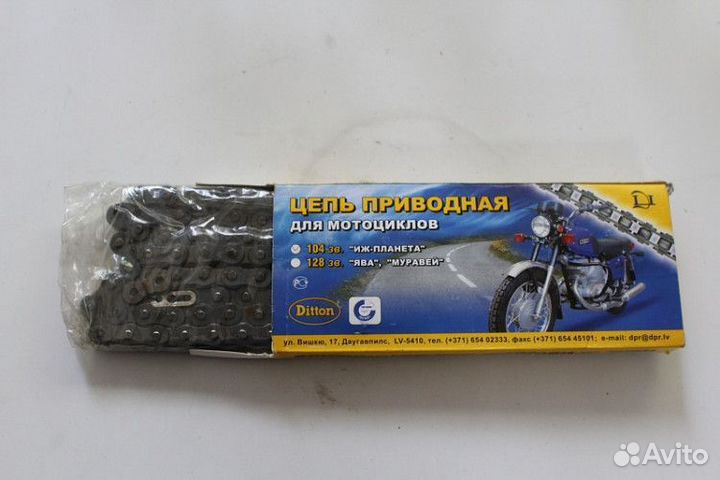 ЦЕПЬ ПРИВОДНАЯ
ДЛЯ МОТОЦИКЛОВ
104 зв. "ИЖ-ПЛАНЕТА"
128 зв. "ЯВА", "МУРАВЕЙ"
Ditton
ул. Вишкю, 17, Даугавпилс, LV-5410, тел. (+371) 654 02333, факс (+371) 654 45101; e-mail: dpr@dpr.lv
Avito